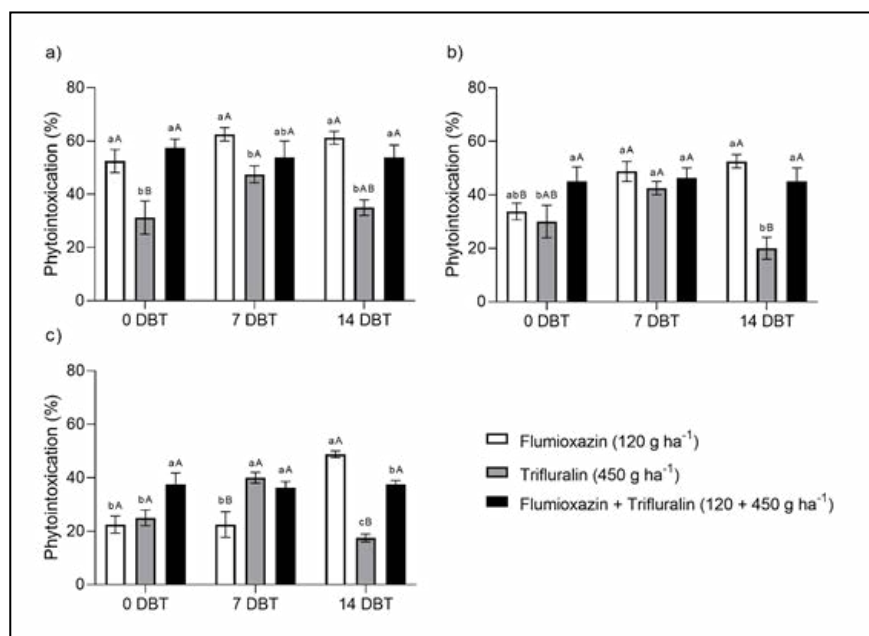 a)
Phytointoxication (%)
80
60
40
20
0
aA
bB
aA
aA
bA
abA
aA
bAB
aA
0 DBT
7 DBT
14 DBT
b)
Phytointoxication (%)
80
60
40
20
0
abB
bAB
aA
aA
aA
aA
aA
bB
aA
0 DBT
7 DBT
14 DBT
c)
Phytointoxication (%)
80
60
40
20
0
bA
bA
aA
bB
aA
aA
aA
cB
bA
0 DBT
7 DBT
14 DBT
Flumioxazin (120 g ha⁻¹)
Trifluralin (450 g ha⁻¹)
Flumioxazin + Trifluralin (120 + 450 g ha⁻¹)